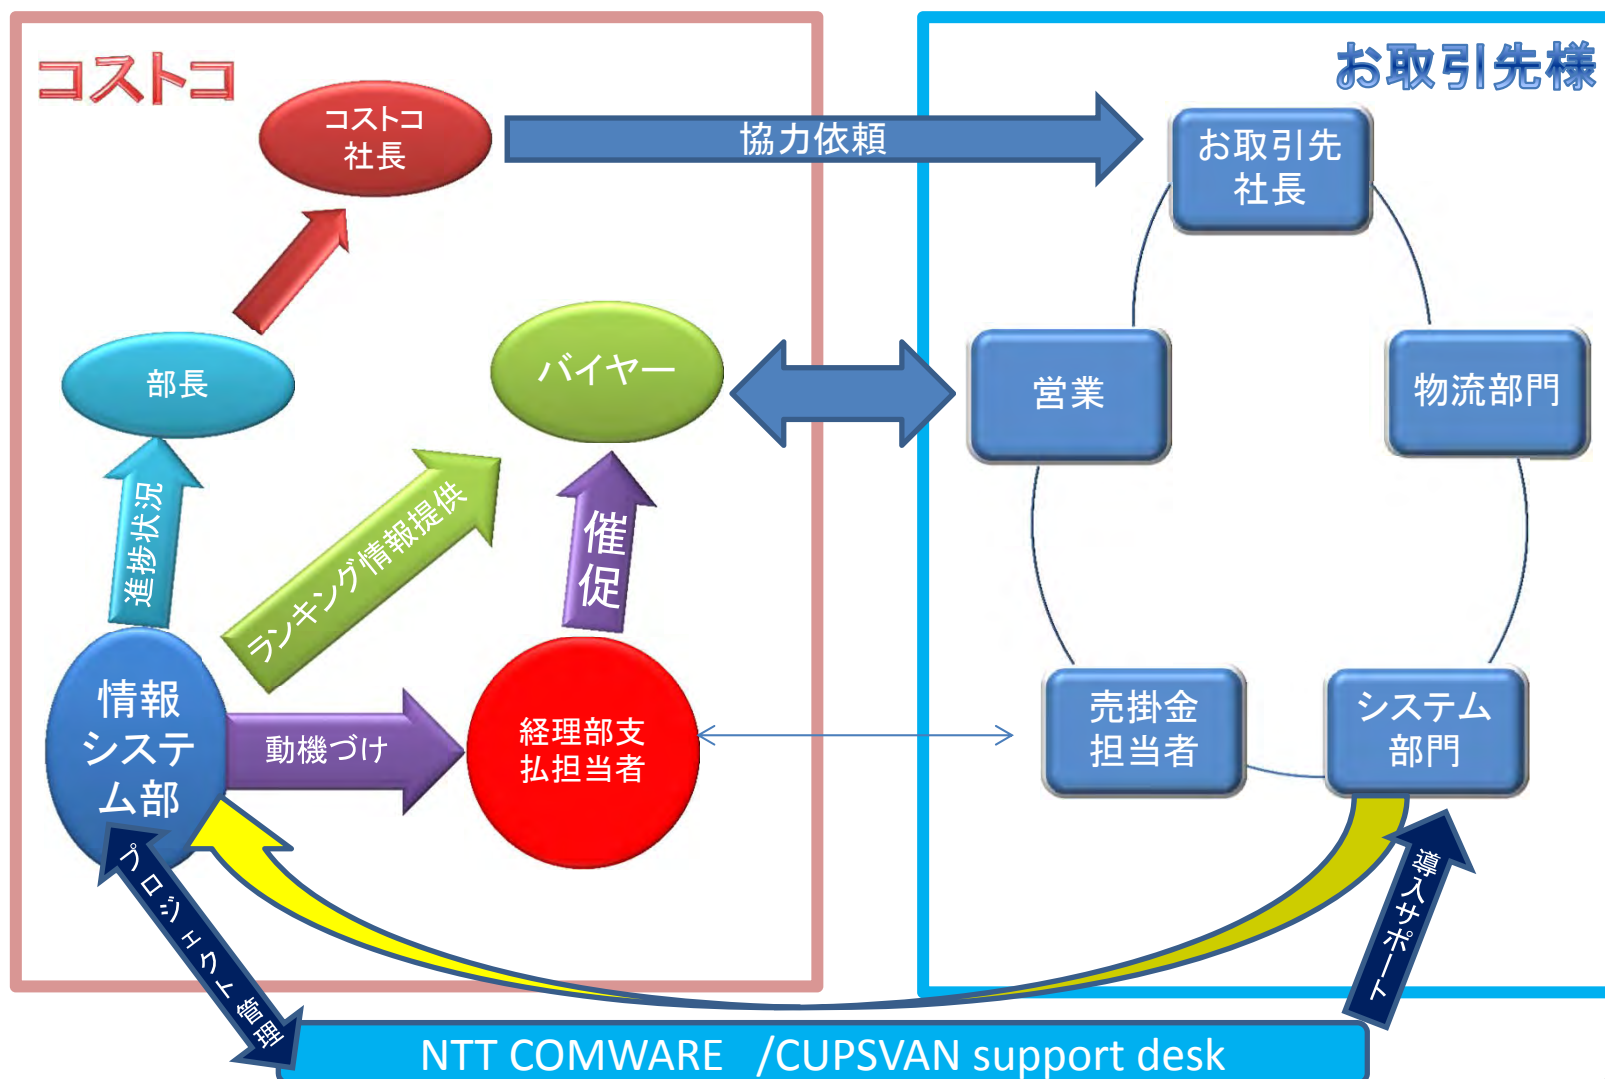 コストコ
お取引先様
コストコ
社長
協力依頼
お取引先
社長
部長
バイヤー
営業
物流部門
進捗状況
ランキング情報提供
催
促
情報
システ
ム部
動機づけ
経理部支
払担当者
売掛金
担当者
システム
部門
プロジェクト管理
導入サポート
NTT COMWARE /CUPSVAN support desk